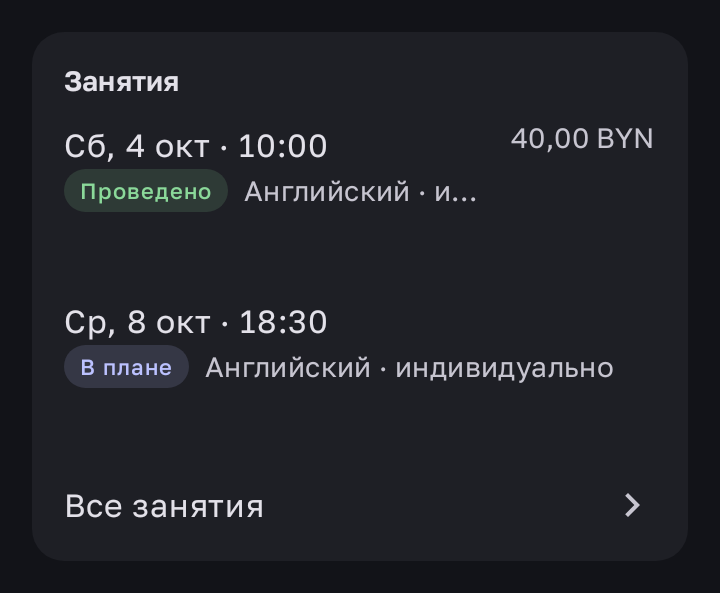 Занятия
Сб, 4 окт · 10:00 40,00 BYN
Проведено Английский · и...
Ср, 8 окт · 18:30
В плане Английский · индивидуально
Все занятия